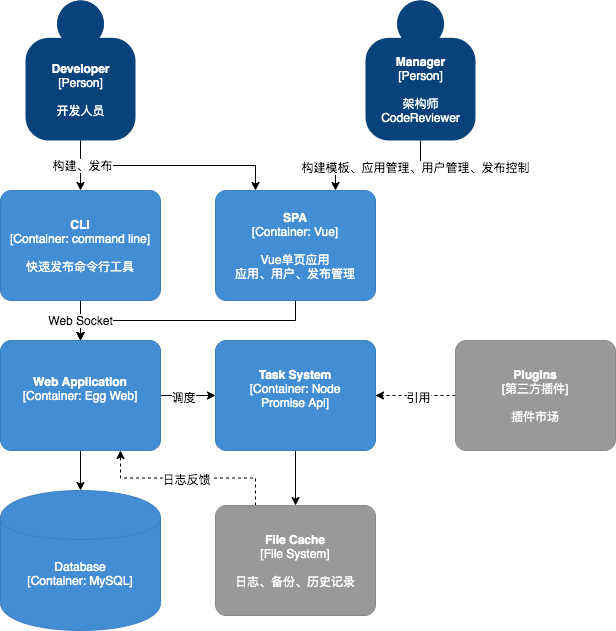 Developer
[Person]
开发人员
Manager
[Person]
架构师
CodeReviewer
构建、发布
构建模板、应用管理、用户管理、发布控制
CLI
[Container: command line]
快速发布命令行工具
SPA
[Container: Vue]
Vue单页应用
应用、用户、发布管理
Web Socket
Web Application
[Container: Egg Web]
调度
Task System
[Container: Node
Promise Api]
引用
Plugins
[第三方插件]
插件市场
日志反馈
Database
[Container: MySQL]
File Cache
[File System]
日志、备份、历史记录